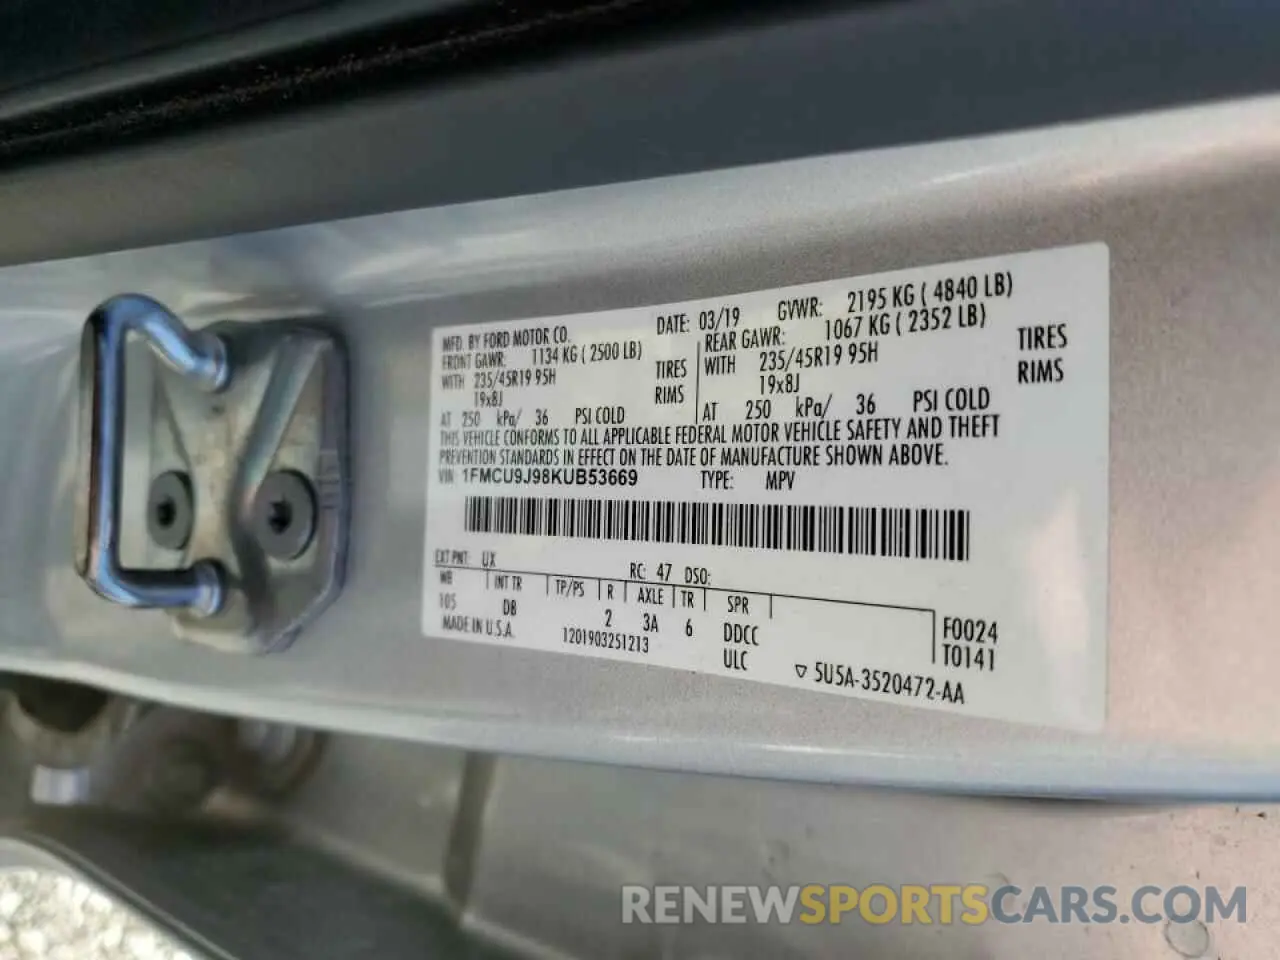 MFD. BY FORD MOTOR CO.
DATE: 03/19 GVWR: 2195 KG ( 4840 LB)
FRONT GAWR: 1134 KG ( 2500 LB)
REAR GAWR: 1067 KG ( 2352 LB)
WITH 235/45R19 95H TIRES
WITH 235/45R19 95H TIRES
19x8J RIMS
19x8J RIMS
AT 250 kPa/ 36 PSI COLD
AT 250 kPa/ 36 PSI COLD
THIS VEHICLE CONFORMS TO ALL APPLICABLE FEDERAL MOTOR VEHICLE SAFETY AND THEFT
PREVENTION STANDARDS IN EFFECT ON THE DATE OF MANUFACTURE SHOWN ABOVE.
VIN: 1FMCU9J98KUB53669 TYPE: MPV
EXT PNT: UX RC: 47 DSO:
WB INT TR TP/PS R AXLE TR SPR
105 DB 2 3A 6 DDCC F0024
ULC T0141
MADE IN U.S.A. 1201903251213
▽ 5U5A-3520472-AA
RENEWSPORTSCARS.COM